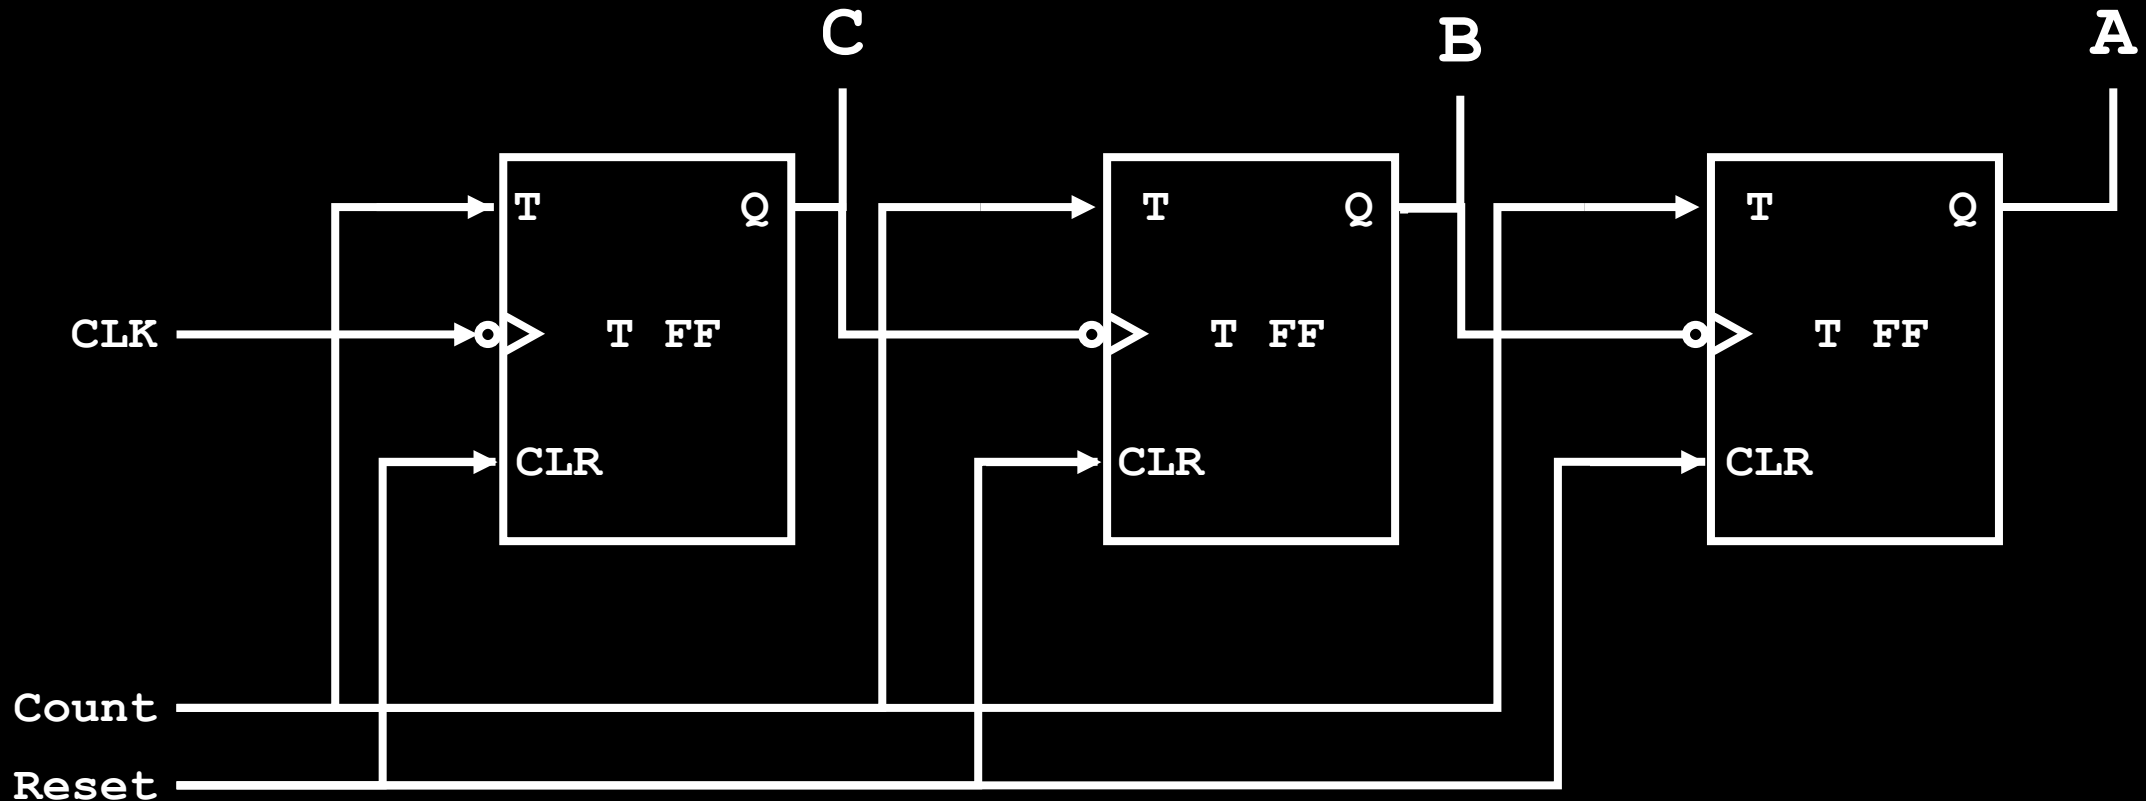 C B A
T Q T Q T Q
CLK T FF T FF T FF
CLR CLR CLR
Count
Reset